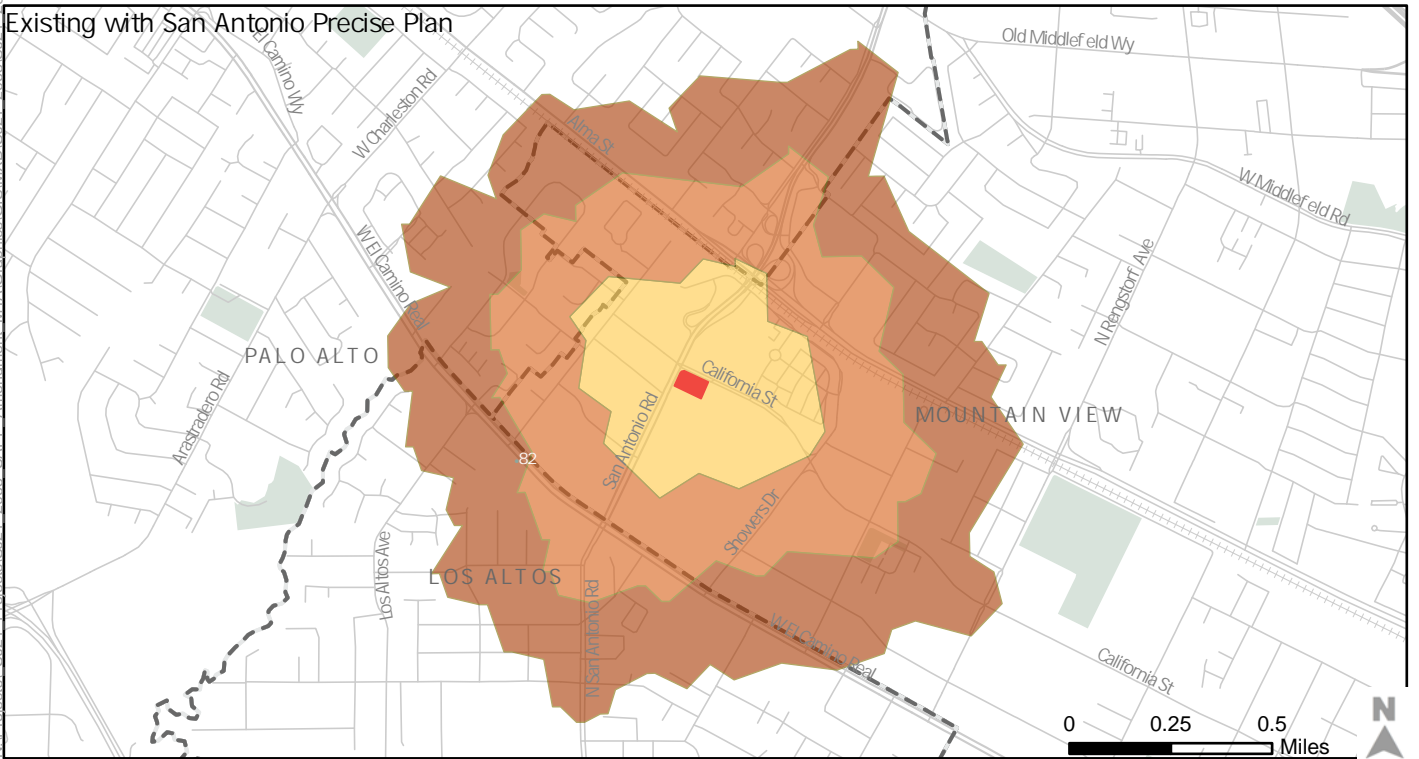 Existing with San Antonio Precise Plan
El Camino Wy
W Charleston Rd
Alma St
Old Middlefield Wy
W Middlefield Rd
N Rengstorf Ave
W El Camino Real
PALO ALTO
Arastradero Rd
California St
San Antonio Rd
MOUNTAIN VIEW
82
Showers Dr
Los Altos Ave
LOS ALTOS
N San Antonio Rd
W El Camino Real
California St
0 0.25 0.5
Miles
N